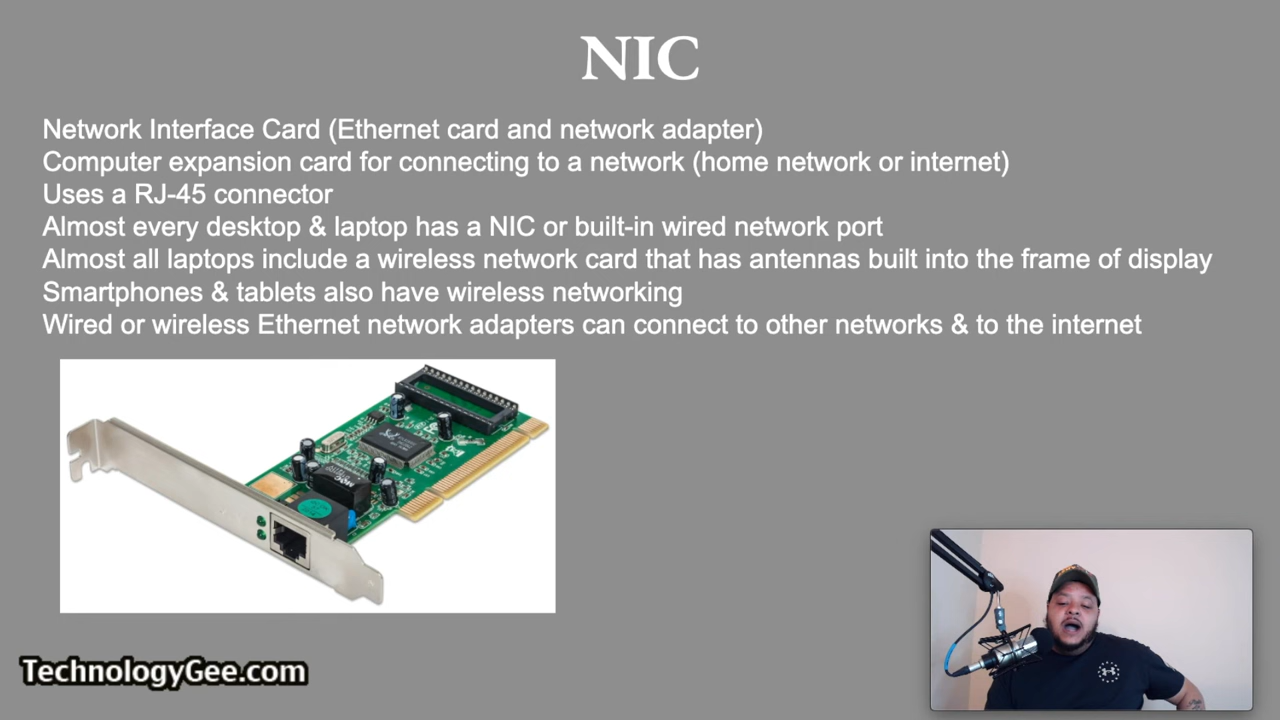 NIC
Network Interface Card (Ethernet card and network adapter)
Computer expansion card for connecting to a network (home network or internet)
Uses a RJ-45 connector
Almost every desktop & laptop has a NIC or built-in wired network port
Almost all laptops include a wireless network card that has antennas built into the frame of display
Smartphones & tablets also have wireless networking
Wired or wireless Ethernet network adapters can connect to other networks & to the internet
TechnologyGee.com